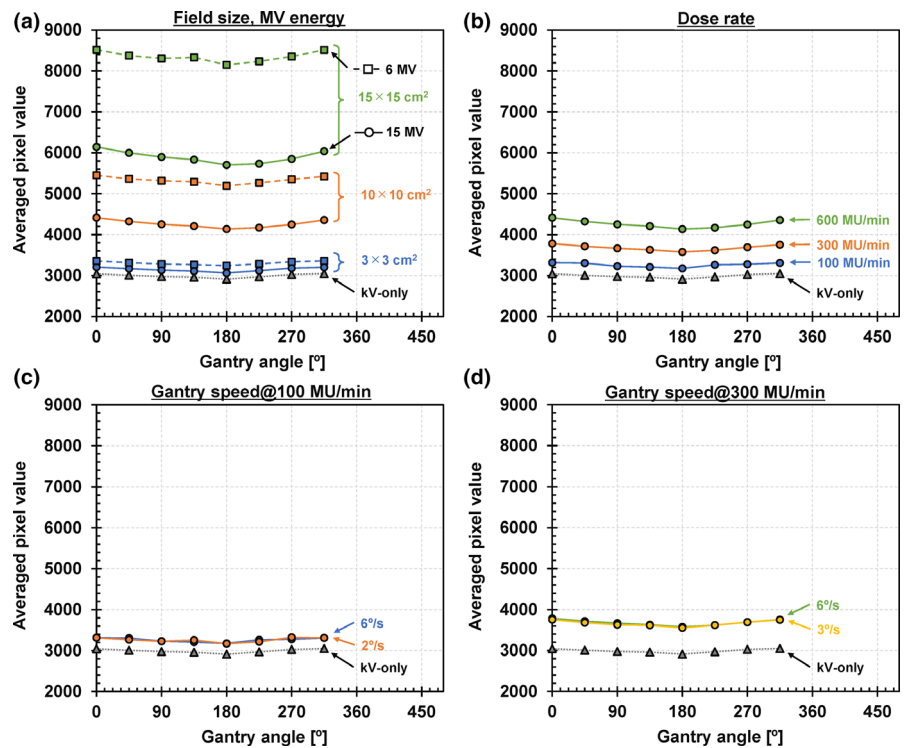 (a) Field size, MV energy
9000
8000
7000
6000
5000
4000
3000
2000
Averaged pixel value
6 MV
15×15 cm²
15 MV
10×10 cm²
3×3 cm²
kV-only
0 90 180 270 360 450
Gantry angle [º]
(b) Dose rate
9000
8000
7000
6000
5000
4000
3000
2000
Averaged pixel value
600 MU/min
300 MU/min
100 MU/min
kV-only
0 90 180 270 360 450
Gantry angle [º]
(c) Gantry speed@100 MU/min
9000
8000
7000
6000
5000
4000
3000
2000
Averaged pixel value
6º/s
2º/s
kV-only
0 90 180 270 360 450
Gantry angle [º]
(d) Gantry speed@300 MU/min
9000
8000
7000
6000
5000
4000
3000
2000
Averaged pixel value
6º/s
3º/s
kV-only
0 90 180 270 360 450
Gantry angle [º]